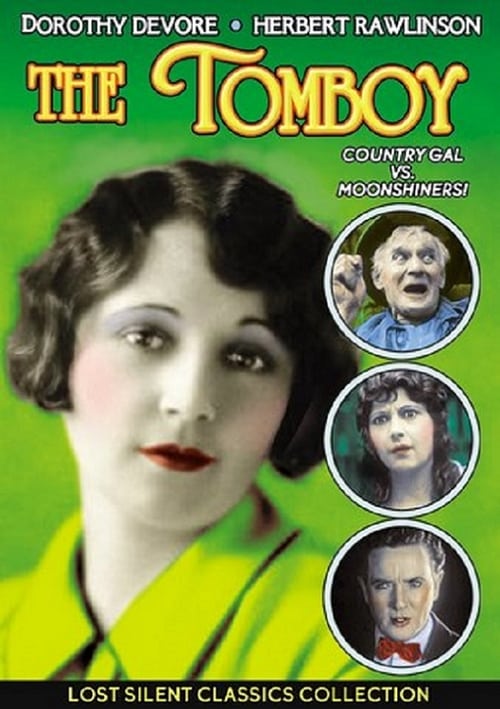 DOROTHY DEVORE • HERBERT RAWLINSON
THE TOMBOY
COUNTRY GAL
VS.
MOONSHINERS!
LOST SILENT CLASSICS COLLECTION